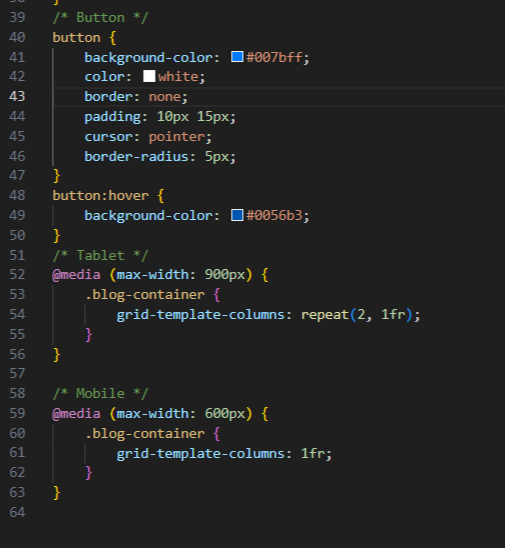 39 /* Button */
40 button {
41 background-color: #007bff;
42 color: white;
43 border: none;
44 padding: 10px 15px;
45 cursor: pointer;
46 border-radius: 5px;
47 }
48 button:hover {
49 background-color: #0056b3;
50 }
51 /* Tablet */
52 @media (max-width: 900px) {
53 .blog-container {
54 grid-template-columns: repeat(2, 1fr);
55 }
56 }
57
58 /* Mobile */
59 @media (max-width: 600px) {
60 .blog-container {
61 grid-template-columns: 1fr;
62 }
63 }
64